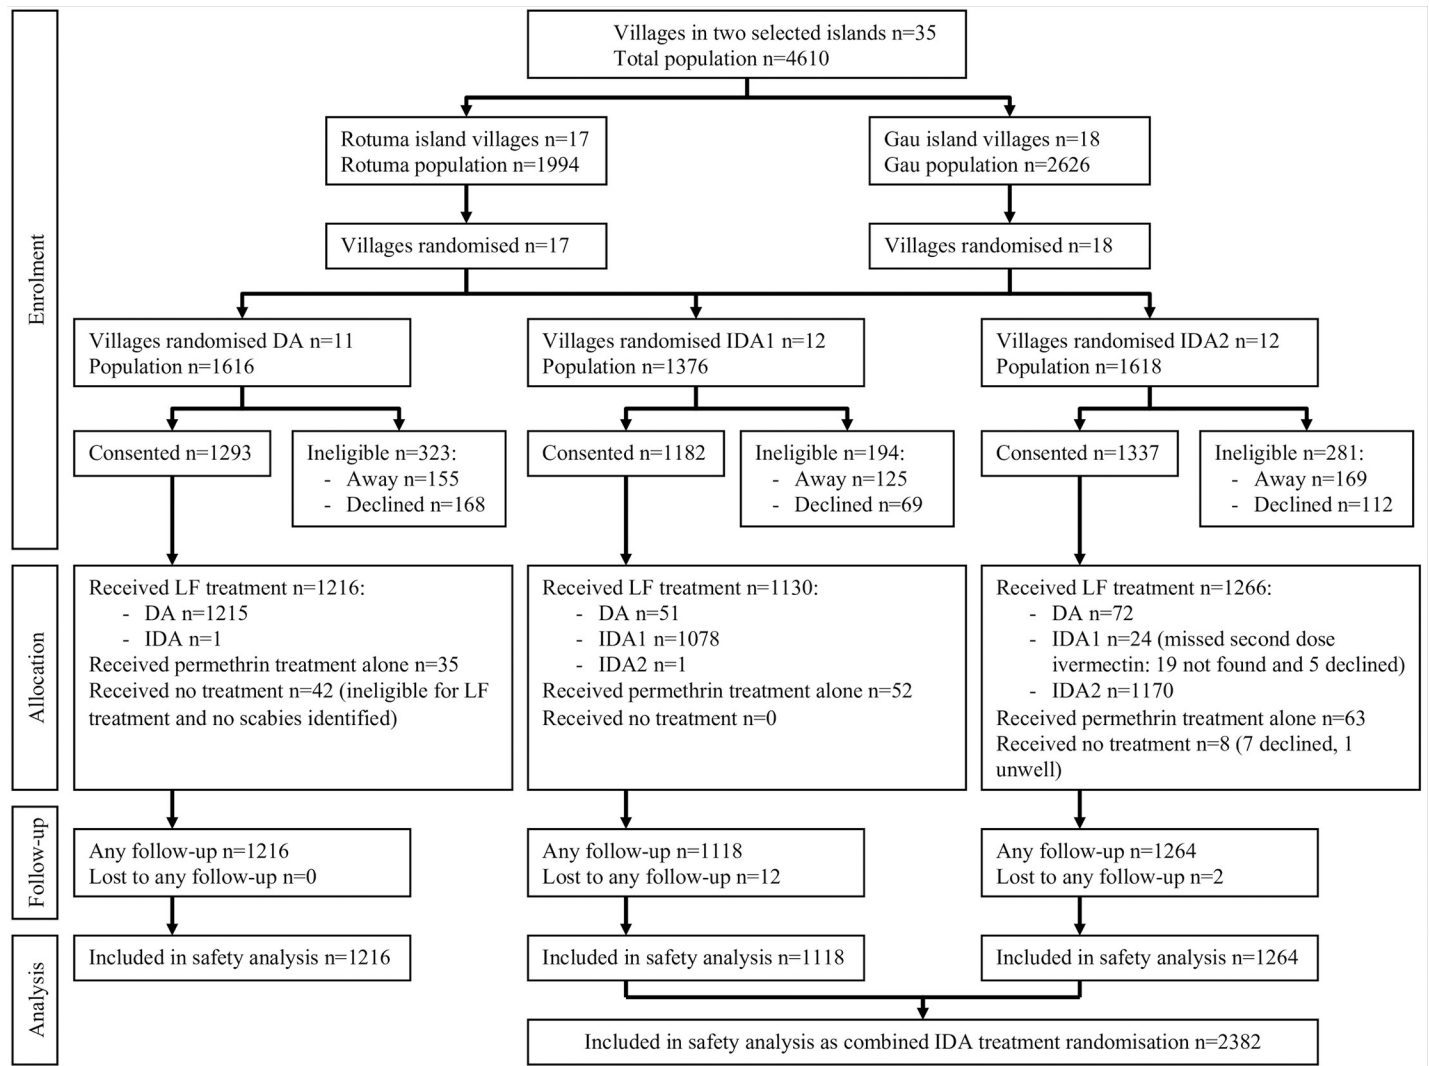 Enrolment
Villages in two selected islands n=35
Total population n=4610
Rotuma island villages n=17
Rotuma population n=1994
Gau island villages n=18
Gau population n=2626
Villages randomised n=17
Villages randomised n=18
Villages randomised DA n=11
Population n=1616
Villages randomised IDA1 n=12
Population n=1376
Villages randomised IDA2 n=12
Population n=1618
Consented n=1293
Ineligible n=323:
- Away n=155
- Declined n=168
Consented n=1182
Ineligible n=194:
- Away n=125
- Declined n=69
Consented n=1337
Ineligible n=281:
- Away n=169
- Declined n=112
Allocation
Received LF treatment n=1216:
- DA n=1215
- IDA n=1
Received permethrin treatment alone n=35
Received no treatment n=42 (ineligible for LF
treatment and no scabies identified)
Received LF treatment n=1130:
- DA n=51
- IDA1 n=1078
- IDA2 n=1
Received permethrin treatment alone n=52
Received no treatment n=0
Received LF treatment n=1266:
- DA n=72
- IDA1 n=24 (missed second dose
ivermectin: 19 not found and 5 declined)
- IDA2 n=1170
Received permethrin treatment alone n=63
Received no treatment n=8 (7 declined, 1
unwell)
Follow-up
Any follow-up n=1216
Lost to any follow-up n=0
Any follow-up n=1118
Lost to any follow-up n=12
Any follow-up n=1264
Lost to any follow-up n=2
Analysis
Included in safety analysis n=1216
Included in safety analysis n=1118
Included in safety analysis n=1264
Included in safety analysis as combined IDA treatment randomisation n=2382